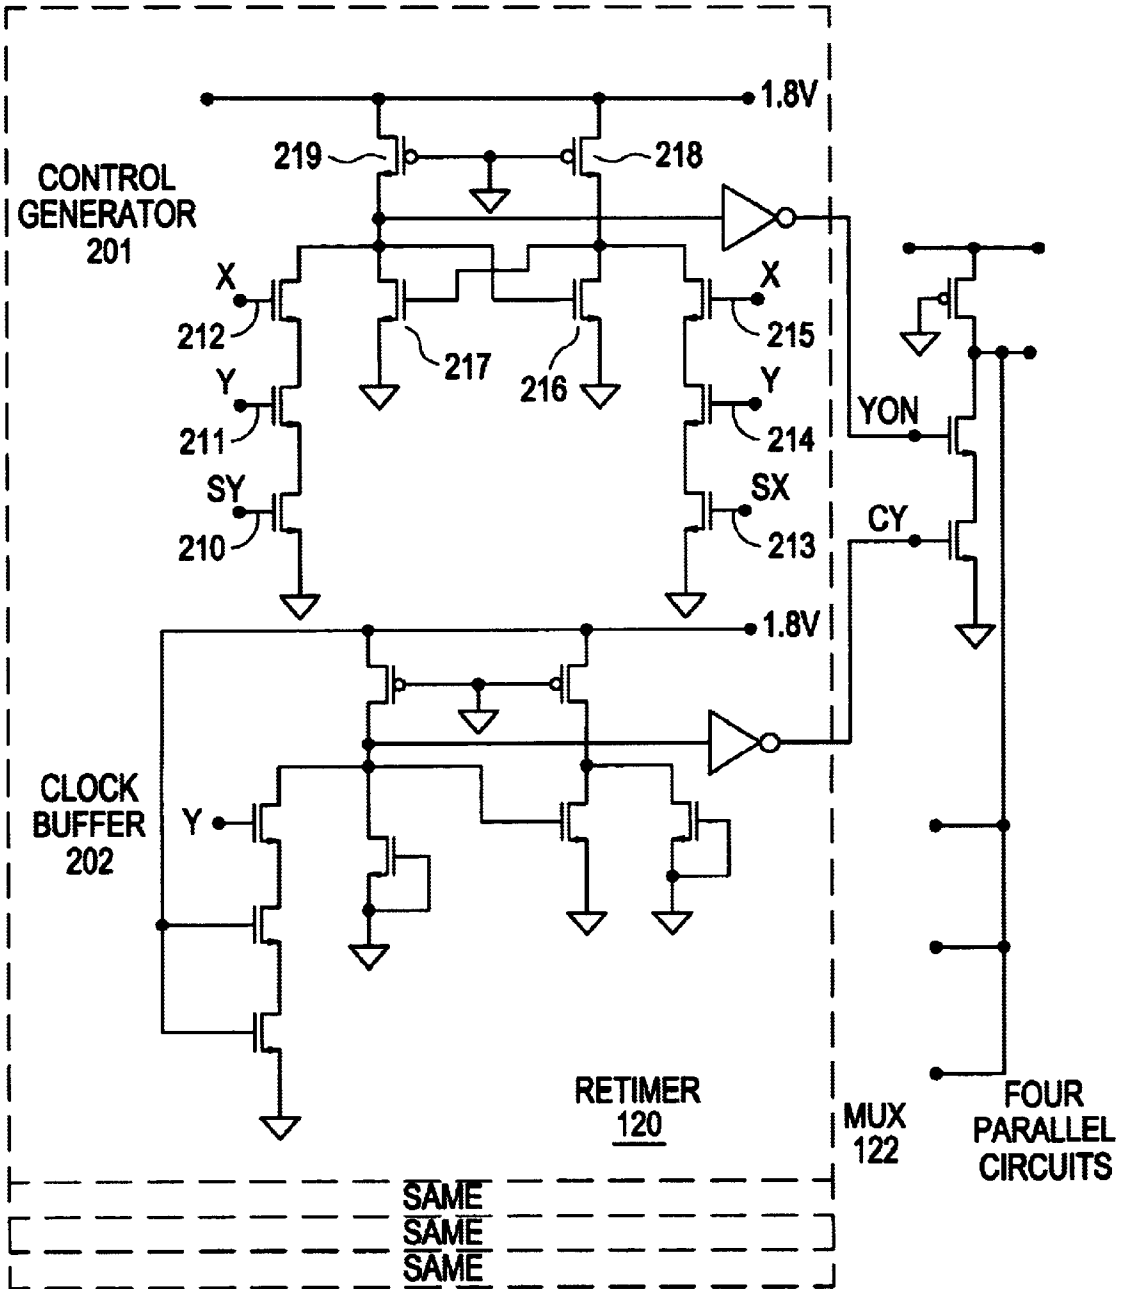 1.8V
219
218
CONTROL
GENERATOR
201
X
212
217
216
X
215
Y
211
Y
214
YON
SY
210
SX
213
CY
1.8V
CLOCK
BUFFER
202
Y
RETIMER
120
MUX
122
FOUR
PARALLEL
CIRCUITS
SAME
SAME
SAME